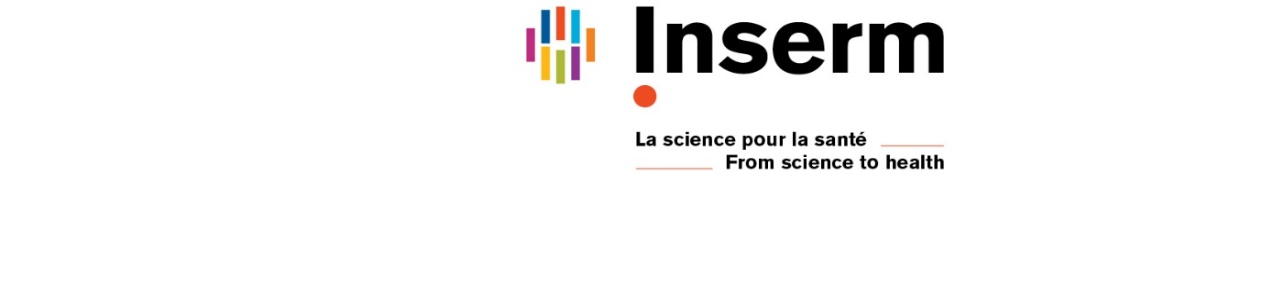 Inserm
La science pour la santé
From science to health